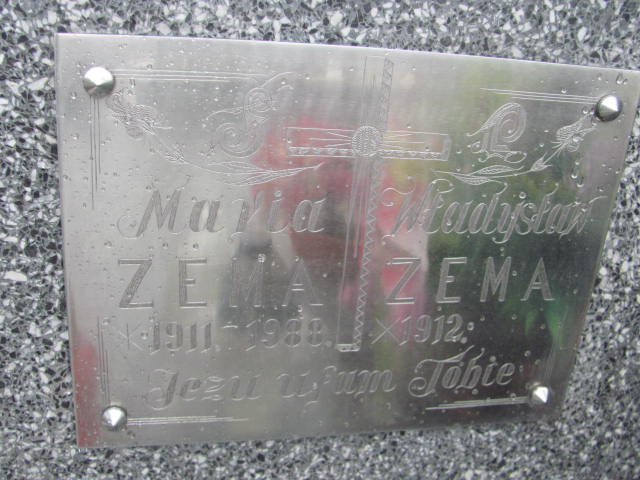 Ś P
Maria Władysław
ZEMA ZEMA
*1911.-1988. *1912.
Jezu ufam Tobie